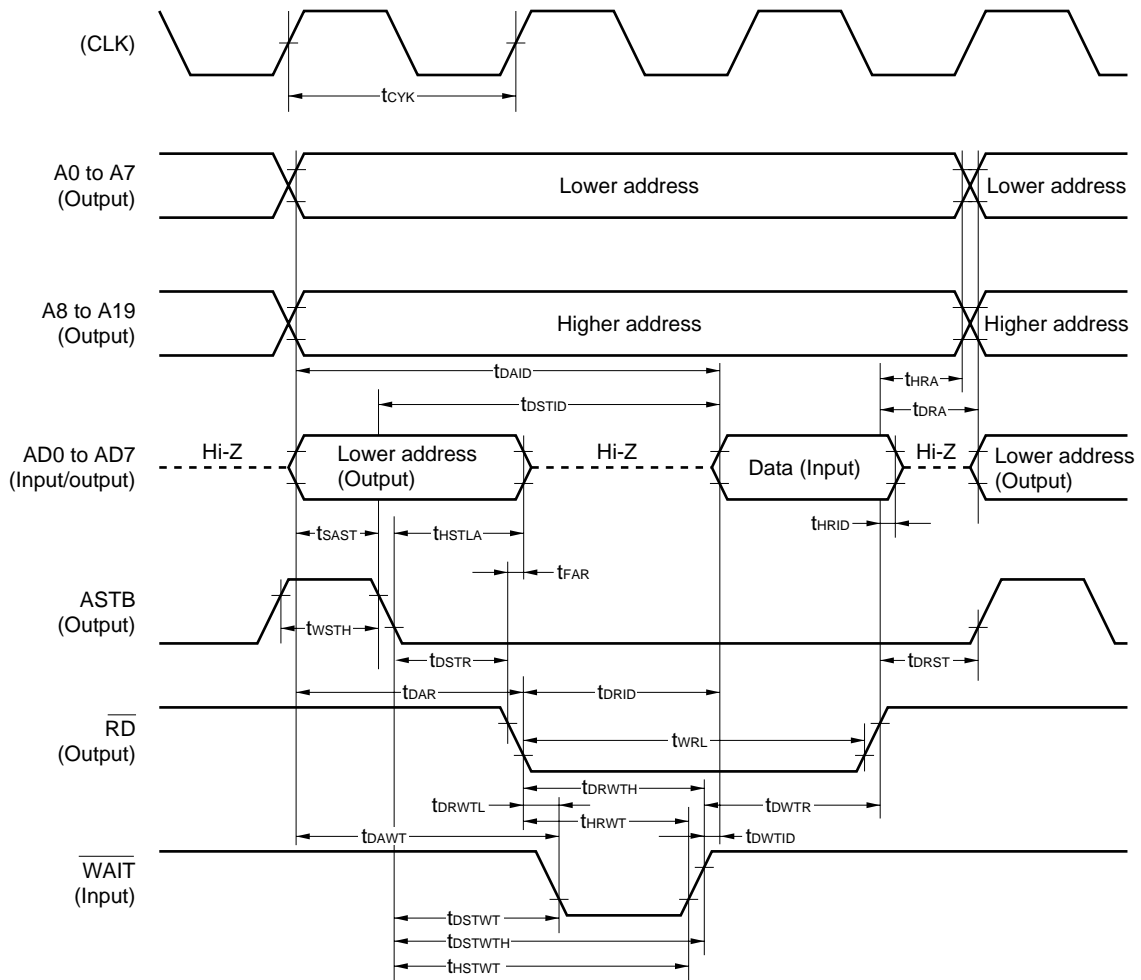 (CLK)
tCYK
A0 to A7
(Output)
Lower address
Lower address
A8 to A19
(Output)
Higher address
Higher address
tDAID
tHRA
tDSTID
tDRA
AD0 to AD7
(Input/output)
Hi-Z
Lower address
(Output)
Hi-Z
Data (Input)
Hi-Z
Lower address
(Output)
tSAST
tHSTLA
tHRID
tFAR
ASTB
(Output)
tWSTH
tDSTR
tDRST
tDAR
tDRID
RD
(Output)
tWRL
tDRWTH
tDRWTL
tDWTR
tHRWT
tDAWT
tDWTID
WAIT
(Input)
tDSTWT
tDSTWTH
tHSTWT